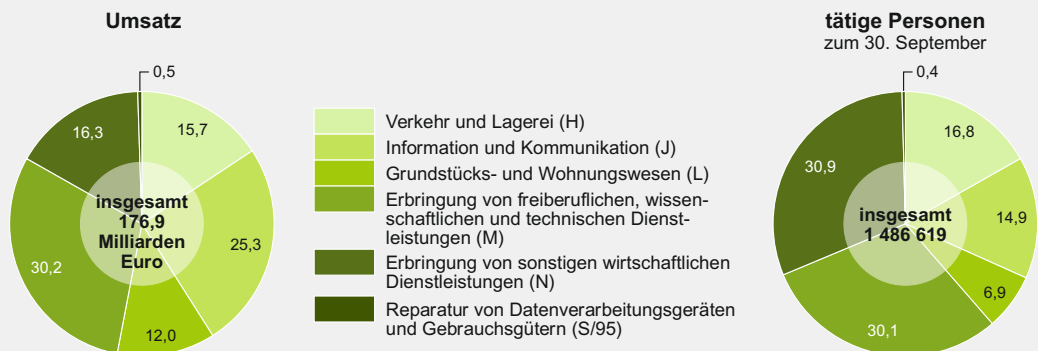 Umsatz
0,5
15,7
16,3
25,3
30,2
12,0
insgesamt
176,9
Milliarden
Euro
Verkehr und Lagerei (H)
Information und Kommunikation (J)
Grundstücks- und Wohnungswesen (L)
Erbringung von freiberuflichen, wissen-
schaftlichen und technischen Dienst-
leistungen (M)
Erbringung von sonstigen wirtschaftlichen
Dienstleistungen (N)
Reparatur von Datenverarbeitungsgeräten
und Gebrauchsgütern (S/95)
tätige Personen
zum 30. September
0,4
16,8
30,9
14,9
6,9
30,1
insgesamt
1 486 619